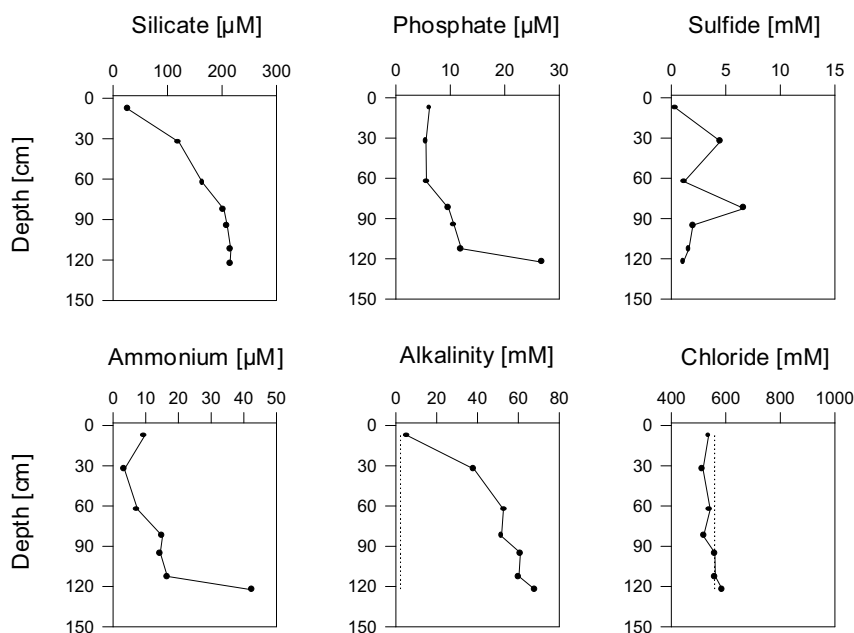 Silicate [µM] Phosphate [µM] Sulfide [mM]
0 100 200 300 0 10 20 30 0 5 10 15
0 0 0
30 30 30
60 60 60
Depth [cm]
90 90 90
120 120 120
150 150 150
Ammonium [µM] Alkalinity [mM] Chloride [mM]
0 10 20 30 40 50 0 20 40 60 80 400 600 800 1000
0 0 0
30 30 30
60 60 60
Depth [cm]
90 90 90
120 120 120
150 150 150